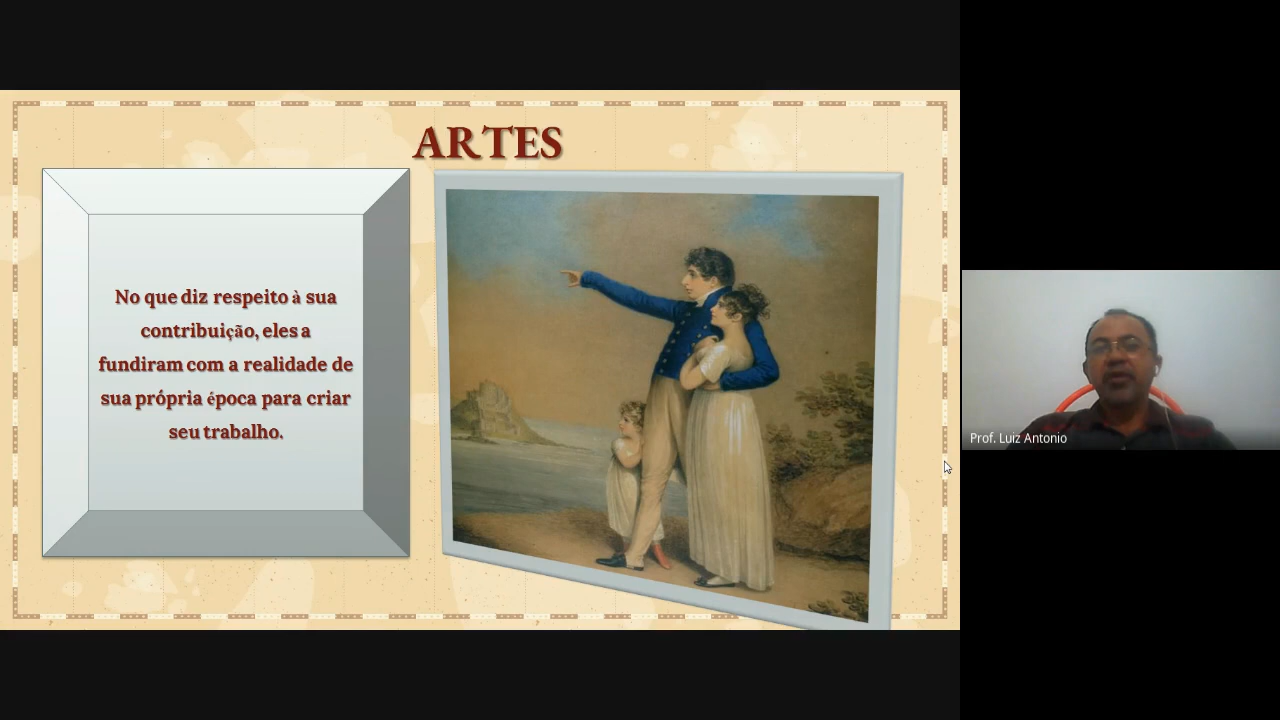 ARTES
No que diz respeito à sua
contribuição, eles a
fundiram com a realidade de
sua própria época para criar
seu trabalho.
Prof. Luiz Antonio